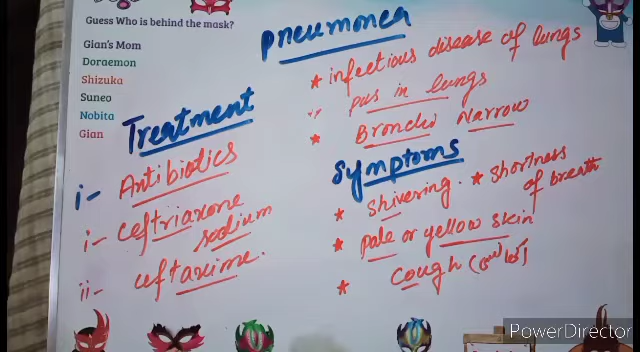 Guess Who is behind the mask?
Gian's Mom
Doraemon
Shizuka
Suneo
Nobita
Gian
Pneumonea
* infectious disease of lungs
" pus in lungs
* Bronchi Narrow
Treatment
i- Antibiotics
i- Ceftriaxone
sodium
ii- ceftaxime.
Symptoms
* Shivering. * Shortness
of breath
* pale or yellow skin
* Cough
PowerDirector